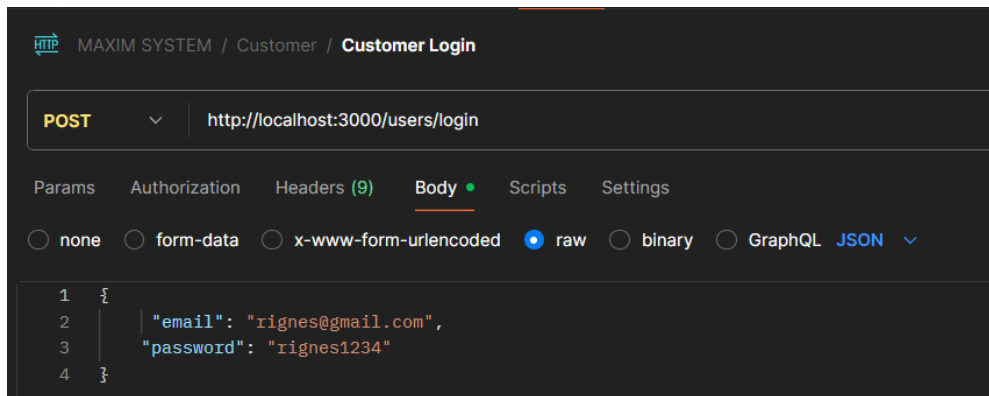 HTTP MAXIM SYSTEM / Customer / Customer Login
POST http://localhost:3000/users/login
Params Authorization Headers (9) Body Scripts Settings
none form-data x-www-form-urlencoded raw binary GraphQL JSON
1 {
2 "email": "rignes@gmail.com",
3 "password": "rignes1234"
4 }